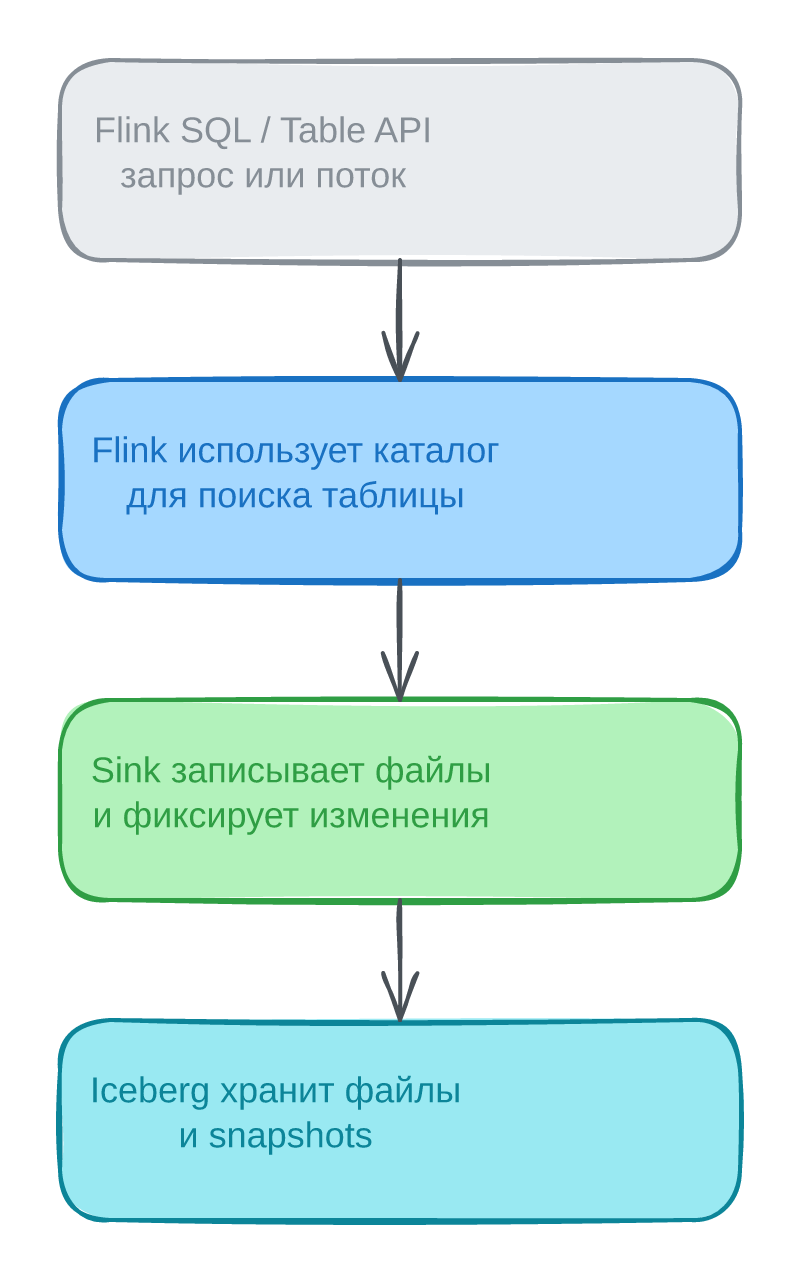 Flink SQL / Table API
запрос или поток
Flink использует каталог
для поиска таблицы
Sink записывает файлы
и фиксирует изменения
Iceberg хранит файлы
и snapshots